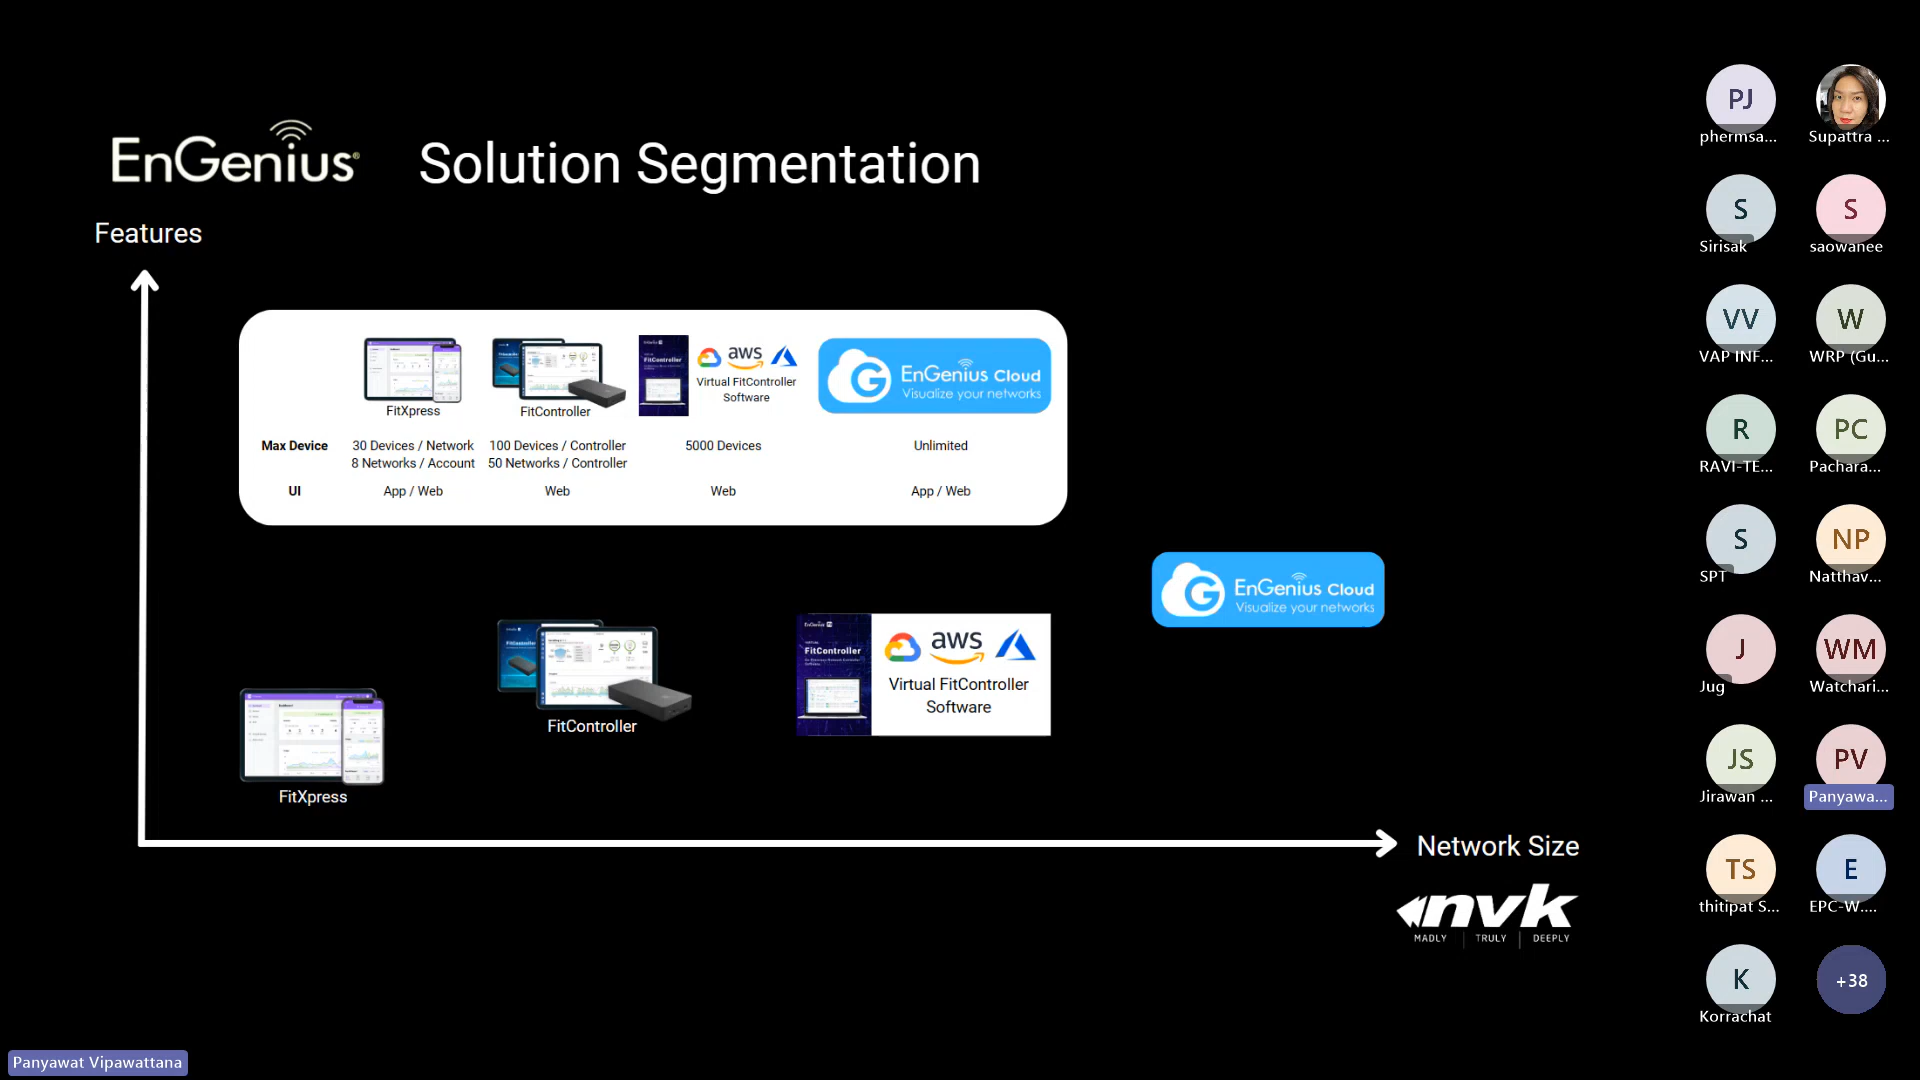 EnGenius®
Solution Segmentation
Features
FitXpress
FitController
aws
Virtual FitController
Software
EnGenius Cloud
Visualize your networks
Max Device
30 Devices / Network
8 Networks / Account
100 Devices / Controller
50 Networks / Controller
5000 Devices
Unlimited
UI
App / Web
Web
Web
App / Web
EnGenius Cloud
Visualize your networks
FitController
FitController
aws
Virtual FitController
Software
FitXpress
FitController
Network Size
nvk
MADLY | TRULY | DEEPLY
PJ
phermsa...
Supattra ...
S
Sirisak
S
saowanee
VV
VAP INF...
W
WRP (Gu...
R
RAVI-TE...
PC
Pachara...
S
SPT
NP
Natthav...
J
Jug
WM
Watchari...
JS
Jirawan ...
PV
Panyawa...
TS
thitipat S...
E
EPC-W....
K
Korrachat
+38
Panyawat Vipawattana